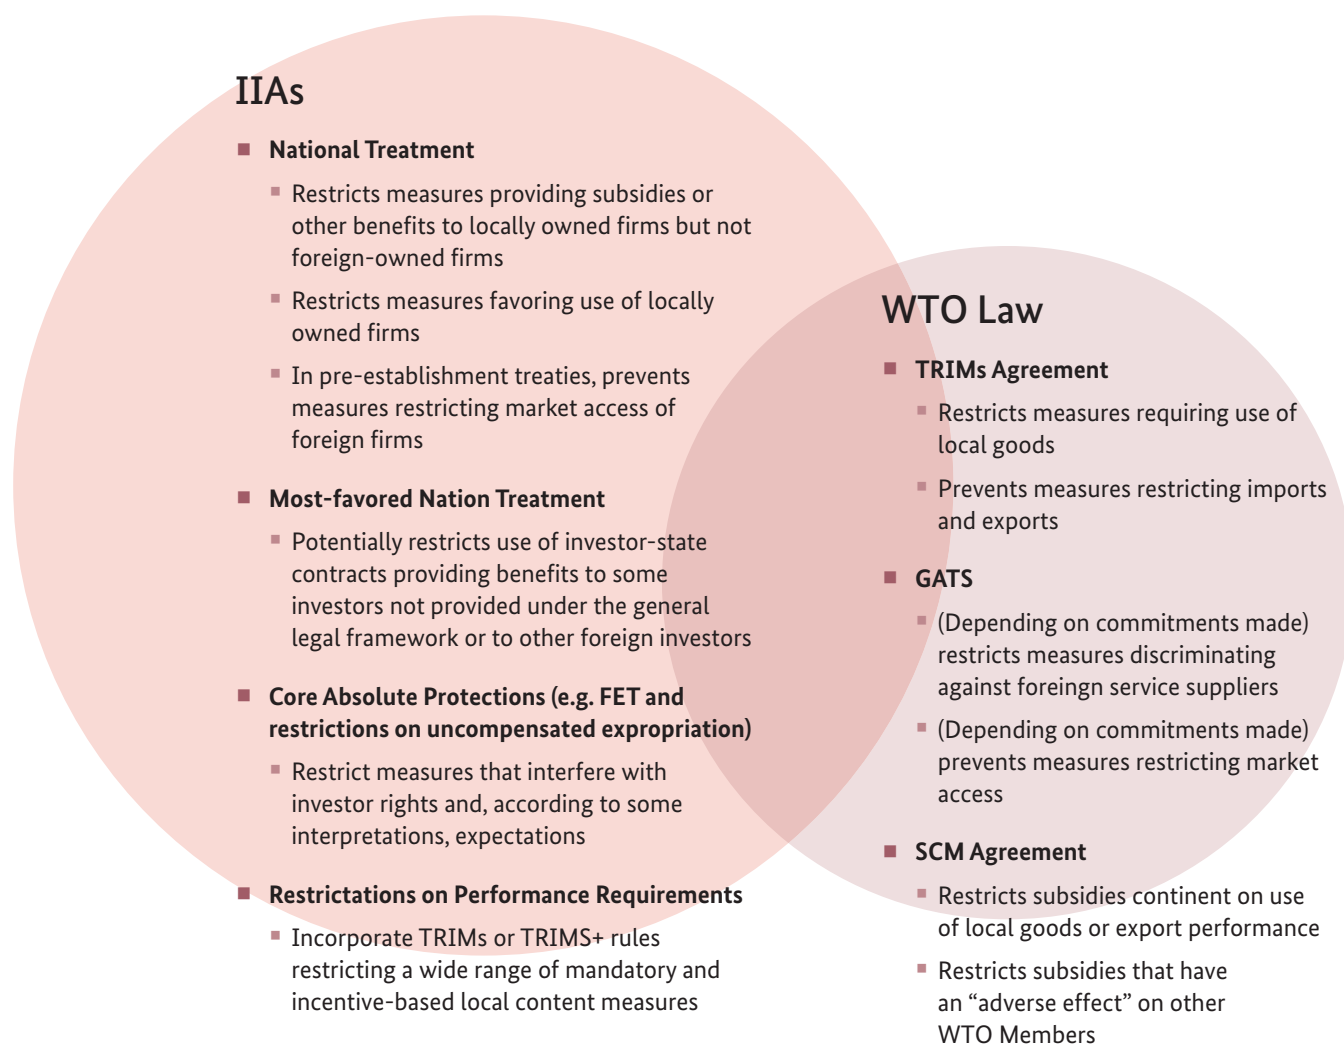 IIAs
National Treatment
Restricts measures providing subsidies or
other benefits to locally owned firms but not
foreign-owned firms
Restricts measures favoring use of locally
owned firms
In pre-establishment treaties, prevents
measures restricting market access of
foreign firms
Most-favored Nation Treatment
Potentially restricts use of investor-state
contracts providing benefits to some
investors not provided under the general
legal framework or to other foreign investors
Core Absolute Protections (e.g. FET and
restrictions on uncompensated expropriation)
Restrict measures that interfere with
investor rights and, according to some
interpretations, expectations
Restrictations on Performance Requirements
Incorporate TRIMs or TRIMS+ rules
restricting a wide range of mandatory and
incentive-based local content measures
WTO Law
TRIMs Agreement
Restricts measures requiring use of
local goods
Prevents measures restricting imports
and exports
GATS
(Depending on commitments made)
restricts measures discriminating
against foreingn service suppliers
(Depending on commitments made)
prevents measures restricting market
access
SCM Agreement
Restricts subsidies continent on use
of local goods or export performance
Restricts subsidies that have
an “adverse effect” on other
WTO Members